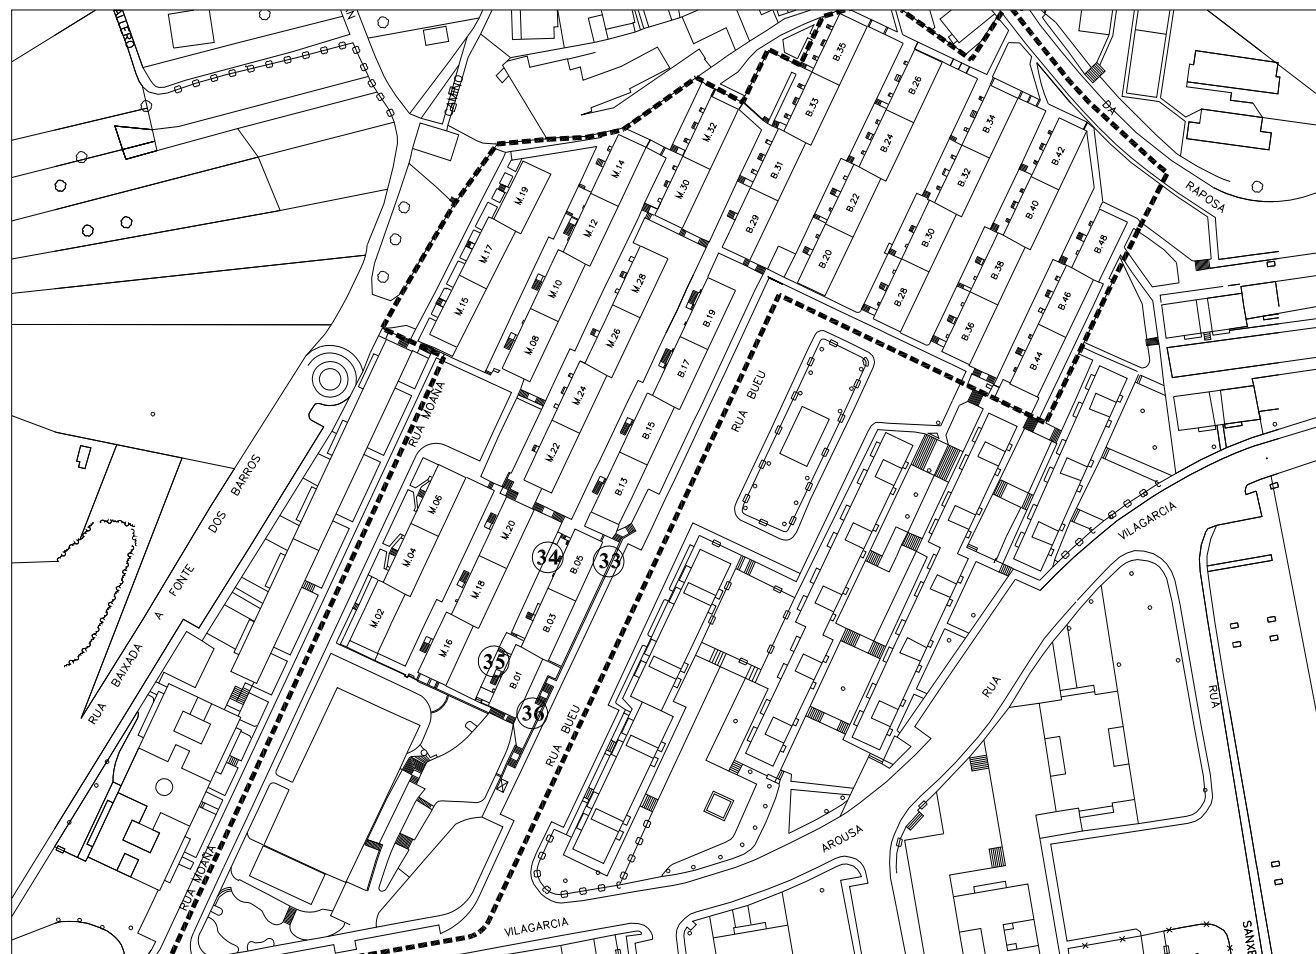 ALLERO
N
AMIÑO
B.35
B.26
B.33
B.34
DA
M.32
B.24
B.42
M.14
B.31
B.32
RAPOSA
M.19
M.30
B.22
B.40
M.12
B.29
B.30
B.48
M.17
M.28
B.20
B.38
M.10
M.15
B.28
B.46
B.19
M.26
B.36
M.08
B.17
B.44
M.24
RUA MOAÑA
RUA BUEU
B.15
M.22
BARROS
DOS
M.06
B.13
VILAGARCIA
M.20
M.04
34
33
B.05
FONTE
M.18
A
M.02
B.03
M.16
BAIXADA
35
B.01
RUA
RUA
RUA
36
RUA BUEU
AROUSA
RUA MOAÑA
VILAGARCIA
SANXE